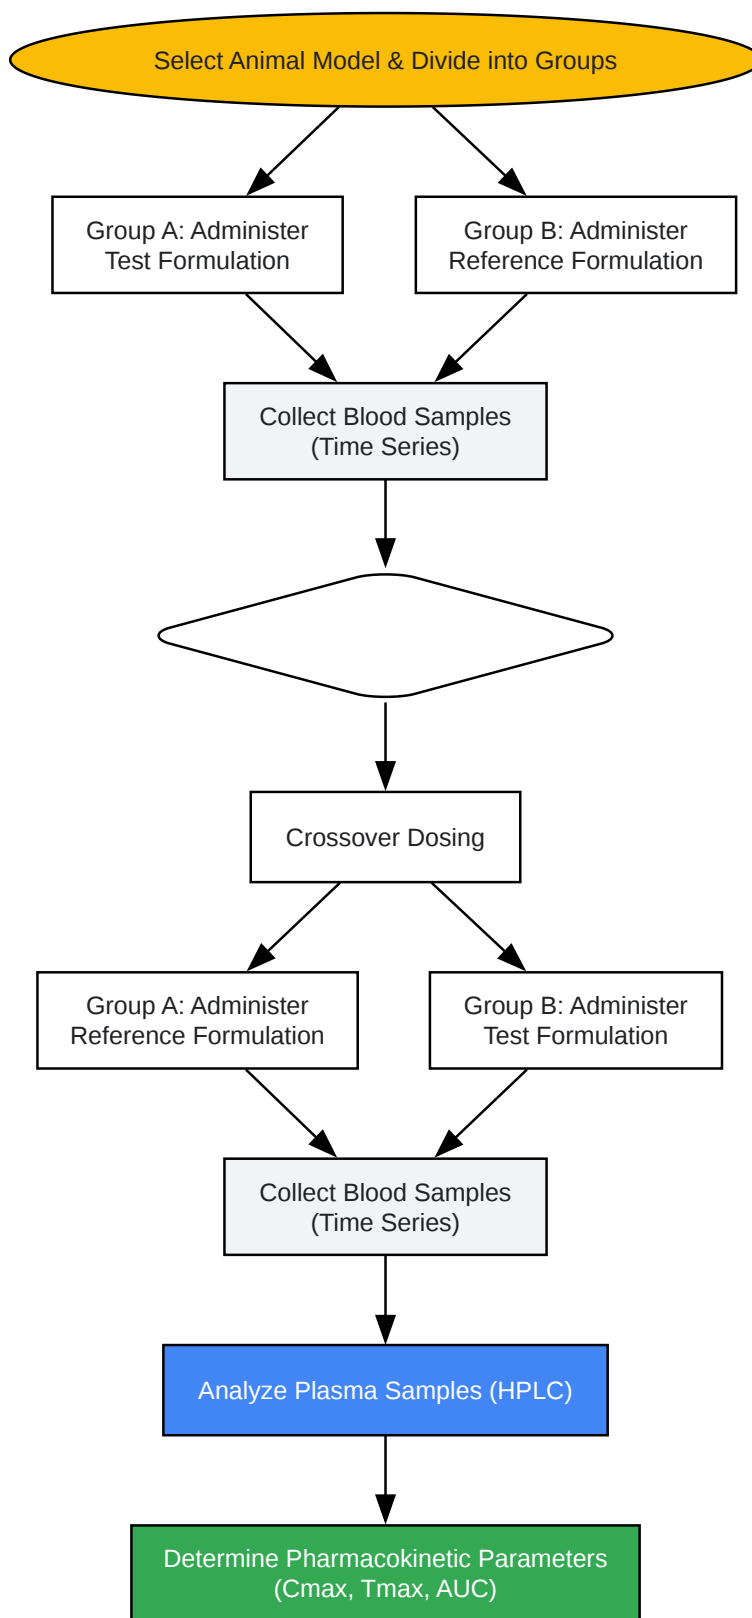 Select Animal Model & Divide into Groups
Group A: Administer
Test Formulation
Group B: Administer
Reference Formulation
Collect Blood Samples
(Time Series)
Crossover Dosing
Group A: Administer
Reference Formulation
Group B: Administer
Test Formulation
Collect Blood Samples
(Time Series)
Analyze Plasma Samples (HPLC)
Determine Pharmacokinetic Parameters
(Cmax, Tmax, AUC)